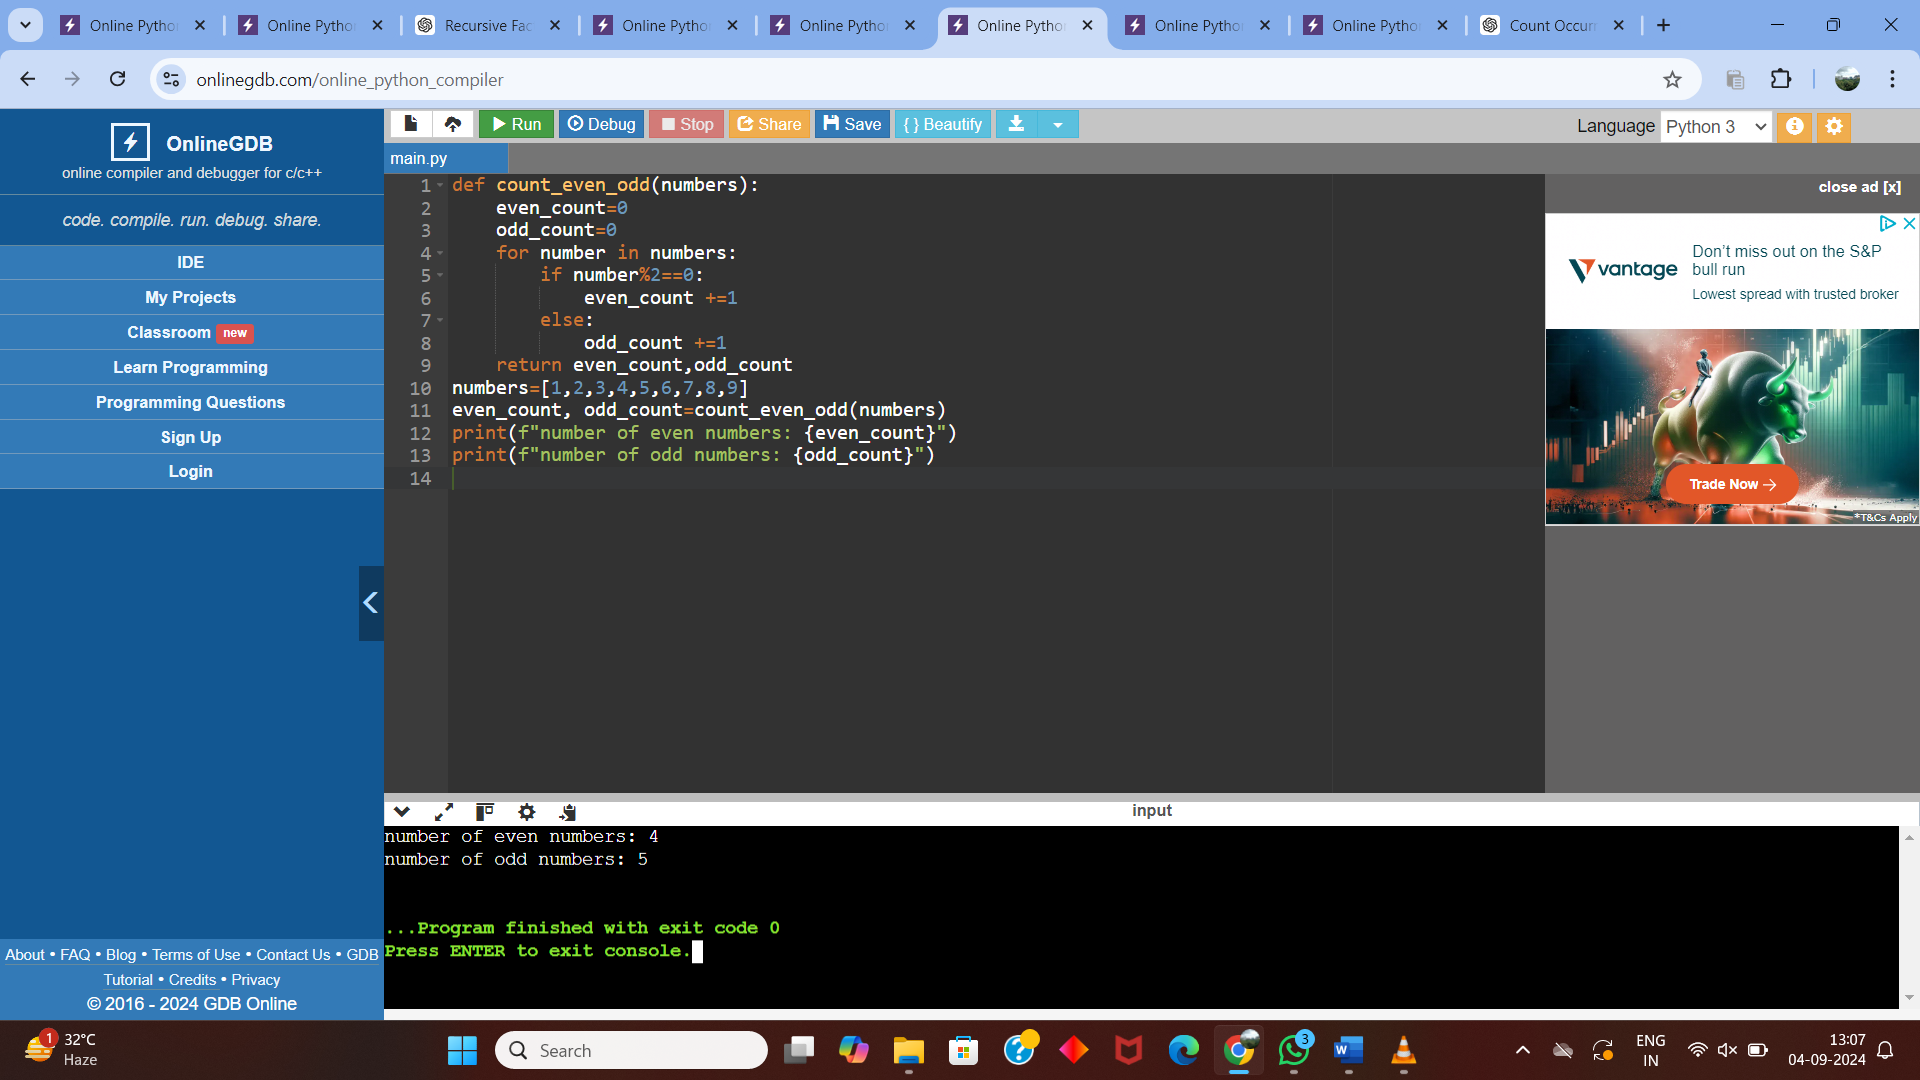 Online Pytho
Online Pytho
Recursive Fac
Online Pytho
Online Pytho
Online Pytho
Online Pytho
Online Pytho
Count Occur
onlinegdb.com/online_python_compiler
OnlineGDB
online compiler and debugger for c/c++
code. compile. run. debug. share.
IDE
My Projects
Classroom new
Learn Programming
Programming Questions
Sign Up
Login
About • FAQ • Blog • Terms of Use • Contact Us • GDB
Tutorial • Credits • Privacy
© 2016 - 2024 GDB Online
Run Debug Stop Share Save { } Beautify
Language Python 3
main.py
1 def count_even_odd(numbers):
2 even_count=0
3 odd_count=0
4 for number in numbers:
5 if number%2==0:
6 even_count +=1
7 else:
8 odd_count +=1
9 return even_count,odd_count
10 numbers=[1,2,3,4,5,6,7,8,9]
11 even_count, odd_count=count_even_odd(numbers)
12 print(f"number of even numbers: {even_count}")
13 print(f"number of odd numbers: {odd_count}")
14
close ad [x]
vantage
Don't miss out on the S&P
bull run
Lowest spread with trusted broker
Trade Now →
*T&Cs Apply
input
number of even numbers: 4
number of odd numbers: 5
...Program finished with exit code 0
Press ENTER to exit console.
1
32°C
Haze
Search
3
ENG
IN
13:07
04-09-2024